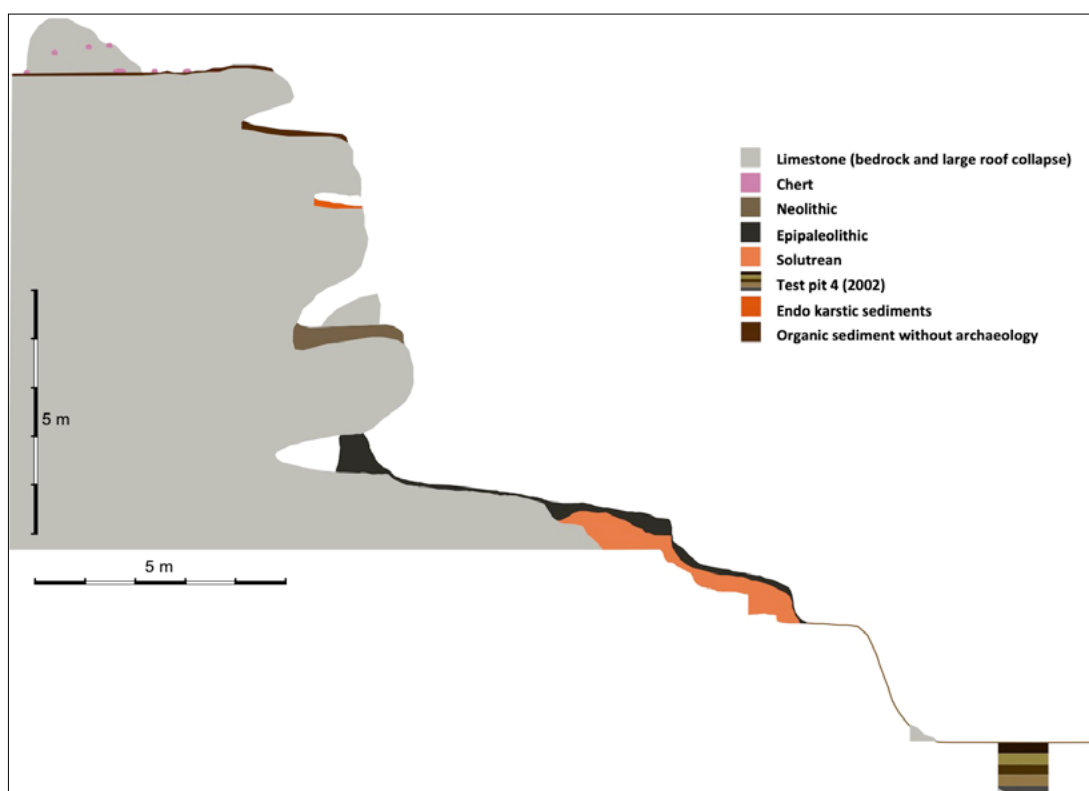 Limestone (bedrock and large roof collapse)
Chert
Neolithic
Epipaleolithic
Solutrean
Test pit 4 (2002)
Endo karstic sediments
Organic sediment without archaeology
5 m
5 m